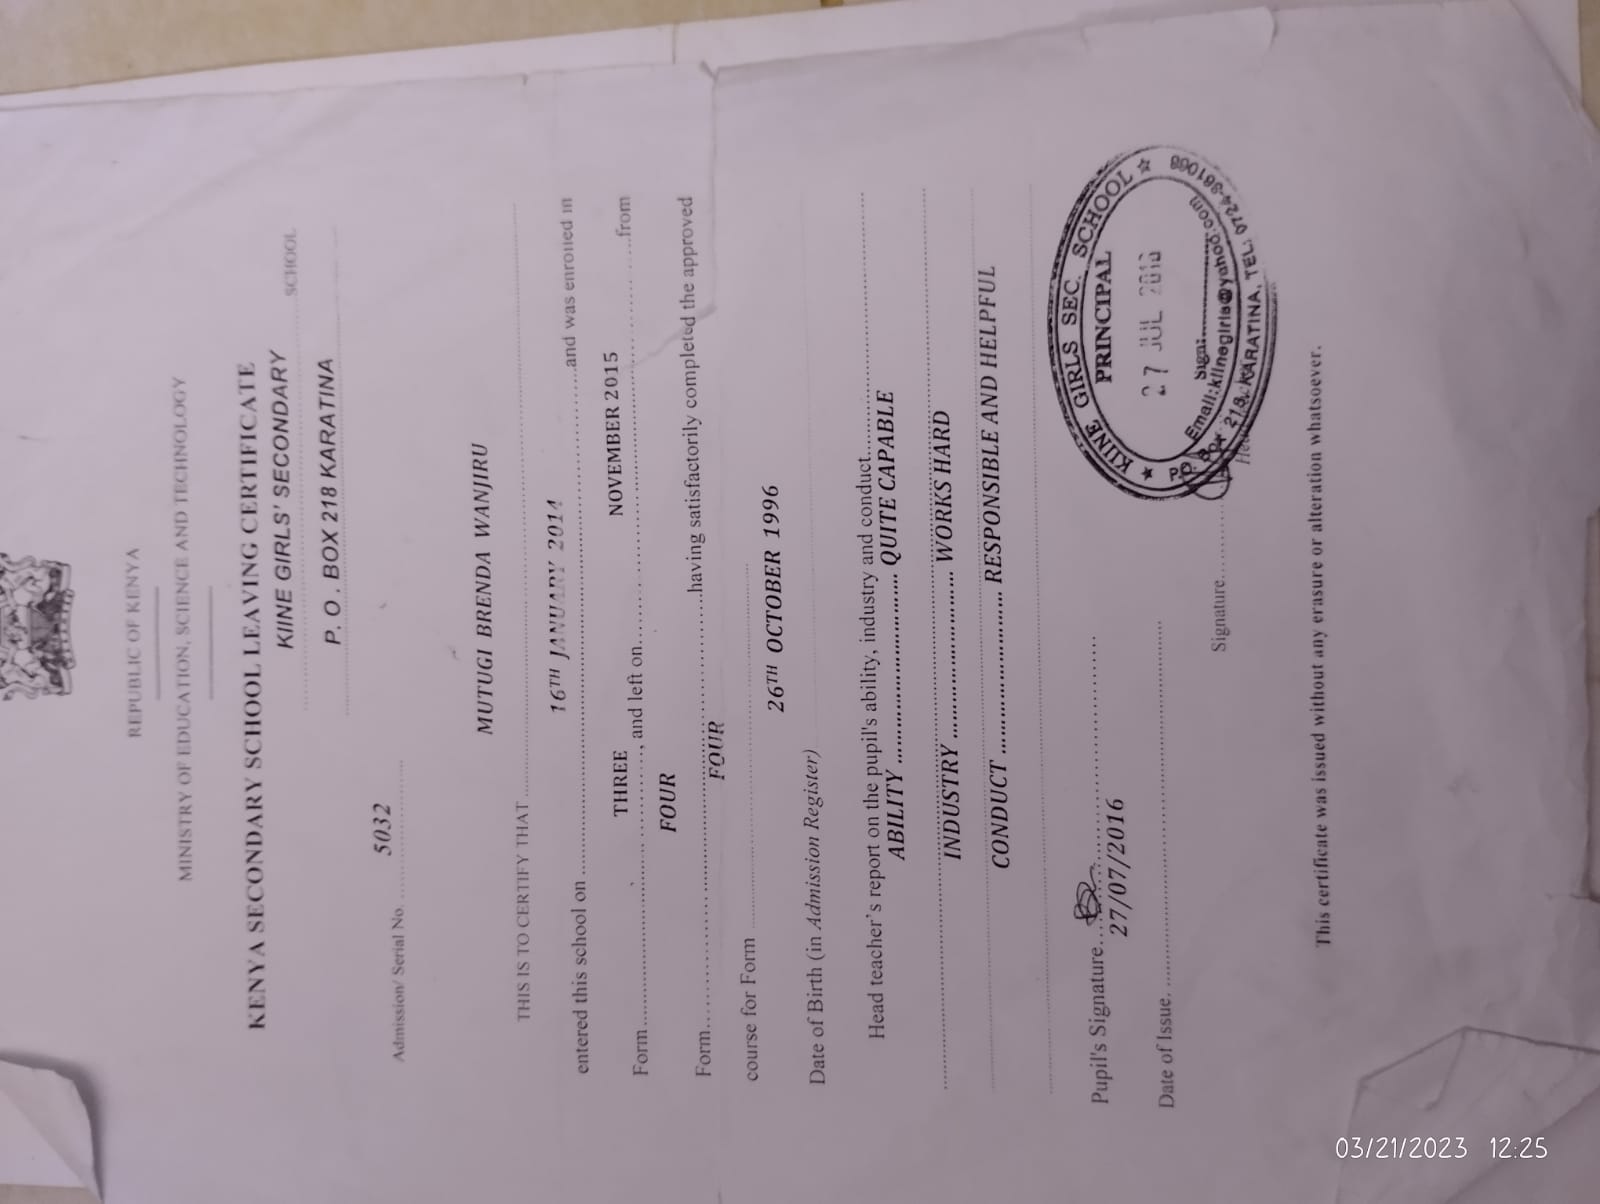 REPUBLIC OF KENYA
MINISTRY OF EDUCATION, SCIENCE AND TECHNOLOGY
KENYA SECONDARY SCHOOL LEAVING CERTIFICATE
KIINE GIRLS' SECONDARY SCHOOL
P. O. BOX 218 KARATINA
Admission/ Serial No. 5032
THIS IS TO CERTIFY THAT MUTUGI BRENDA WANJIRU
entered this school on 16TH JANUARY 2014 and was enrolled in
Form THREE, and left on NOVEMBER 2015 from
Form FOUR having satisfactorily completed the approved
course for Form FOUR
Date of Birth (in Admission Register) 26TH OCTOBER 1996
Head teacher's report on the pupil's ability, industry and conduct
ABILITY QUITE CAPABLE
INDUSTRY WORKS HARD
CONDUCT RESPONSIBLE AND HELPFUL
Pupil's Signature
Date of Issue. 27/07/2016
Signature
KIINE GIRLS SEC. SCHOOL
PRINCIPAL
27 JUL 2016
Sign:
Email:kiinegirls@yahoo.com
P.O. Box 218, KARATINA, TEL: 0724-861068
This certificate was issued without any erasure or alteration whatsoever.
03/21/2023 12:25